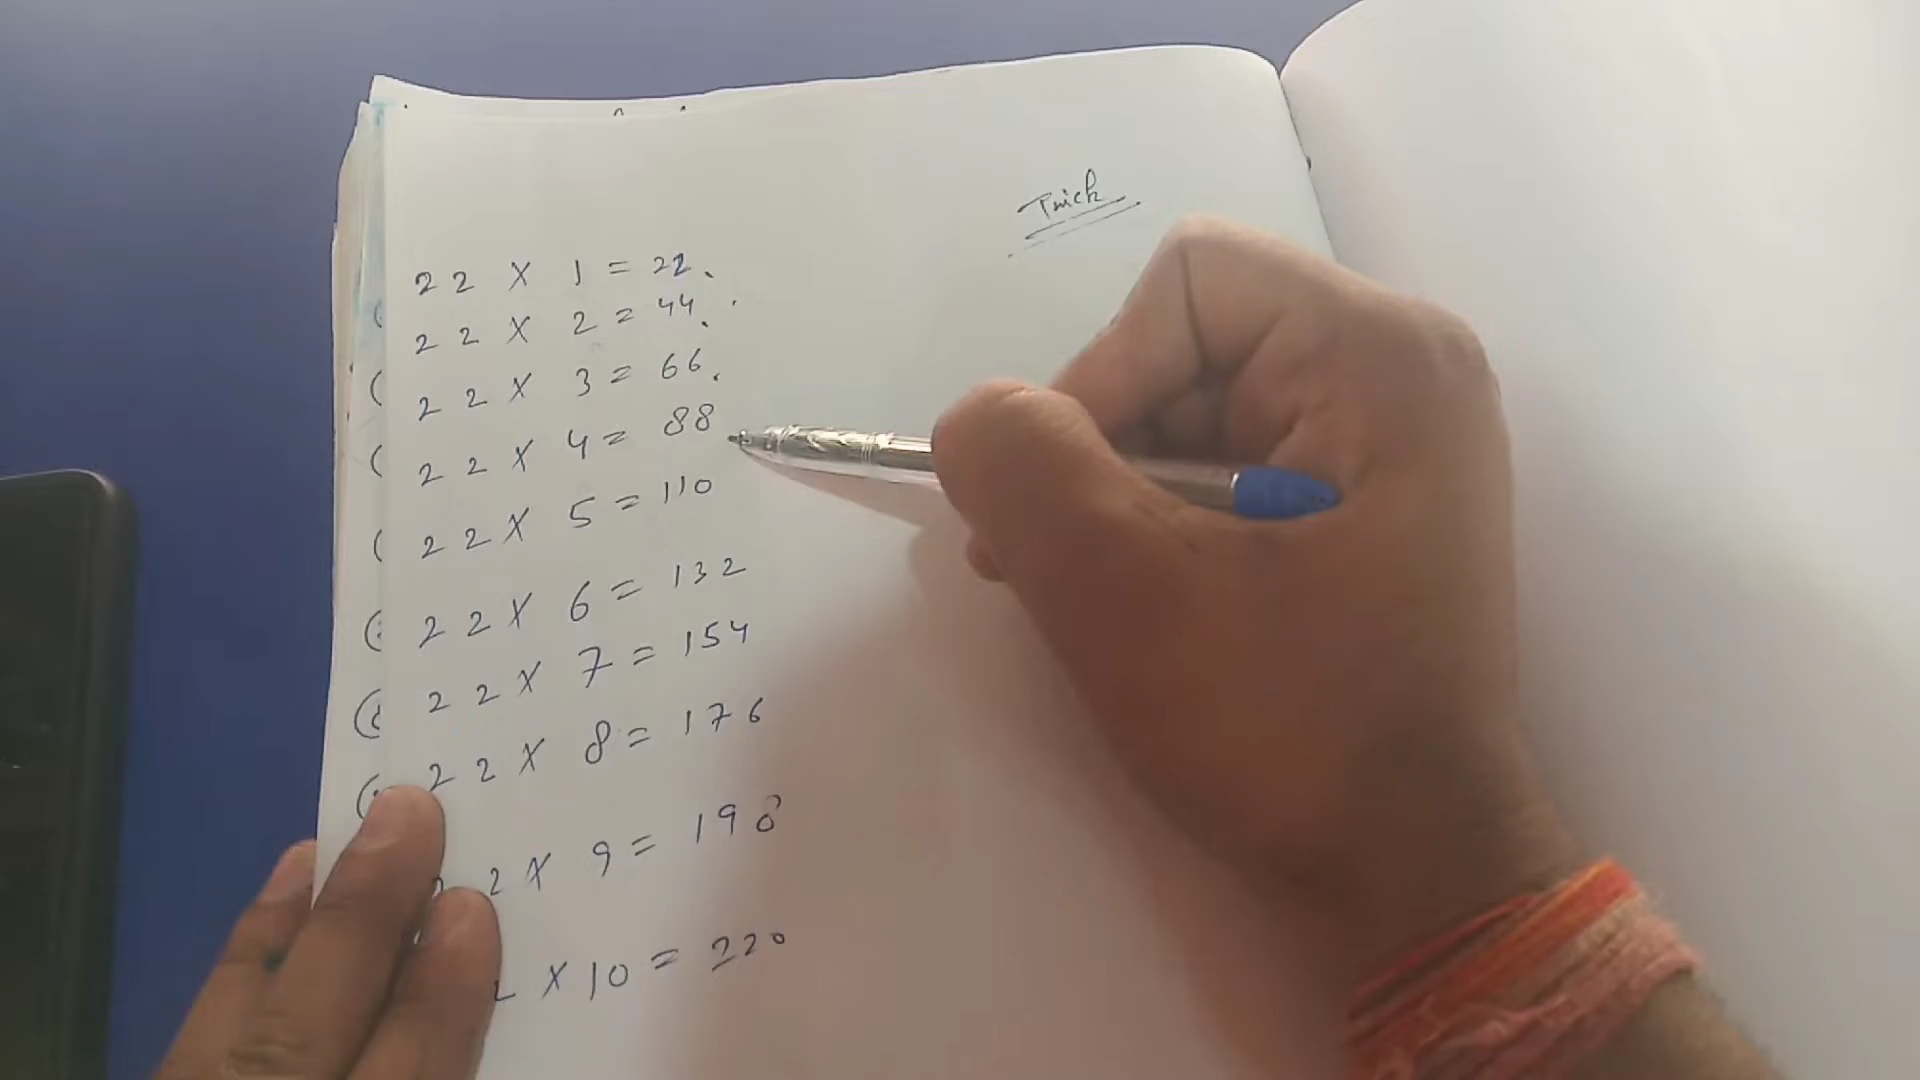 Trick
22 X 1 = 22.
22 X 2 = 44.
22 X 3 = 66.
22 X 4 = 88
22 X 5 = 110
22 X 6 = 132
22 X 7 = 154
22 X 8 = 176
2 X 9 = 198
2 X 10 = 220